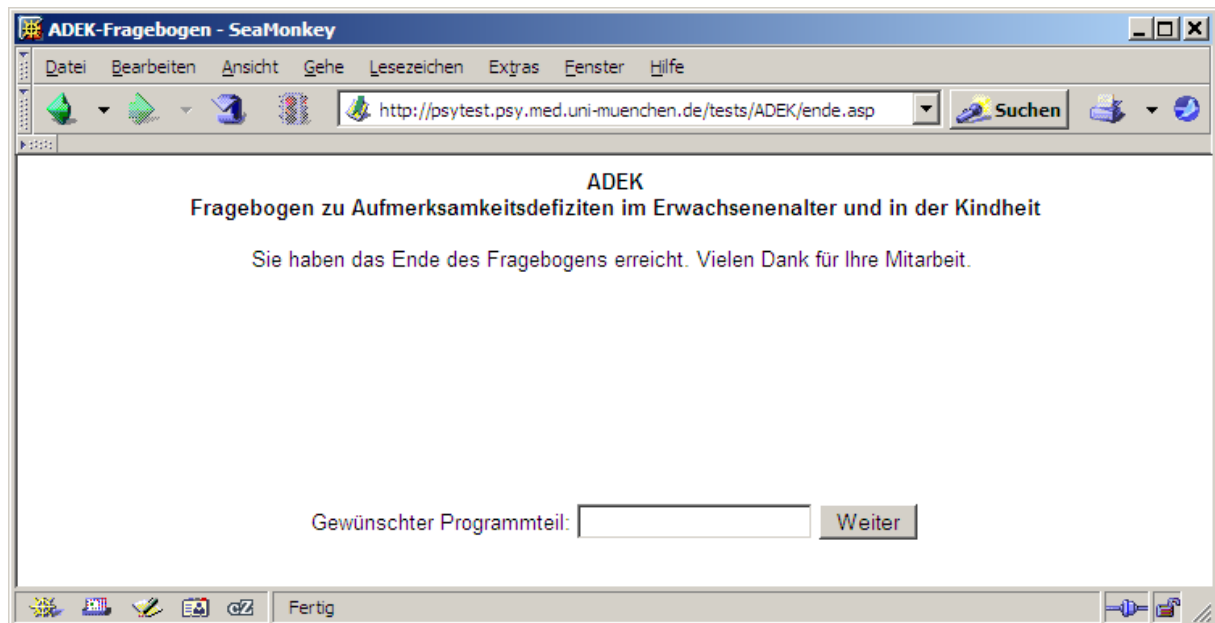 ADEK-Fragebogen - SeaMonkey
Datei Bearbeiten Ansicht Gehe Lesezeichen Extras Fenster Hilfe
http://psytest.psy.med.uni-muenchen.de/tests/ADEK/ende.asp Suchen
ADEK
Fragebogen zu Aufmerksamkeitsdefiziten im Erwachsenenalter und in der Kindheit
Sie haben das Ende des Fragebogens erreicht. Vielen Dank für Ihre Mitarbeit.
Gewünschter Programmteil: Weiter
cZ Fertig